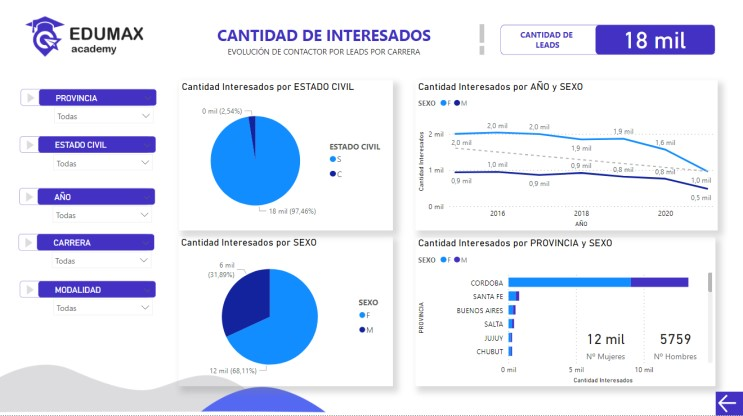 EDUMAX
academy
CANTIDAD DE INTERESADOS
EVOLUCIÓN DE CONTACTOR POR LEADS POR CARRERA
CANTIDAD DE
LEADS
18 mil
PROVINCIA
Todas
ESTADO CIVIL
Todas
AÑO
Todas
CARRERA
Todas
MODALIDAD
Todas
Cantidad Interesados por ESTADO CIVIL
0 mil (2,54%)
18 mil (97,46%)
ESTADO CIVIL
S
C
Cantidad Interesados por AÑO y SEXO
SEXO F M
Cantidad Interesados
2 mil
1 mil
0 mil
2,0 mil 2,0 mil 2,0 mil 1,9 mil 1,9 mil 1,6 mil 1,0 mil
0,9 mil 1,0 mil 0,9 mil 0,9 mil 0,8 mil 0,8 mil 0,5 mil
2016 2018 2020
AÑO
Cantidad Interesados por SEXO
6 mil
(31,89%)
12 mil (68,11%)
SEXO
F
M
Cantidad Interesados por PROVINCIA y SEXO
SEXO F M
PROVINCIA
CORDOBA
SANTA FE
BUENOS AIRES
SALTA
JUJUY
CHUBUT
0 mil 5 mil 10 mil
Cantidad Interesados
12 mil
Nº Mujeres
5759
Nº Hombres